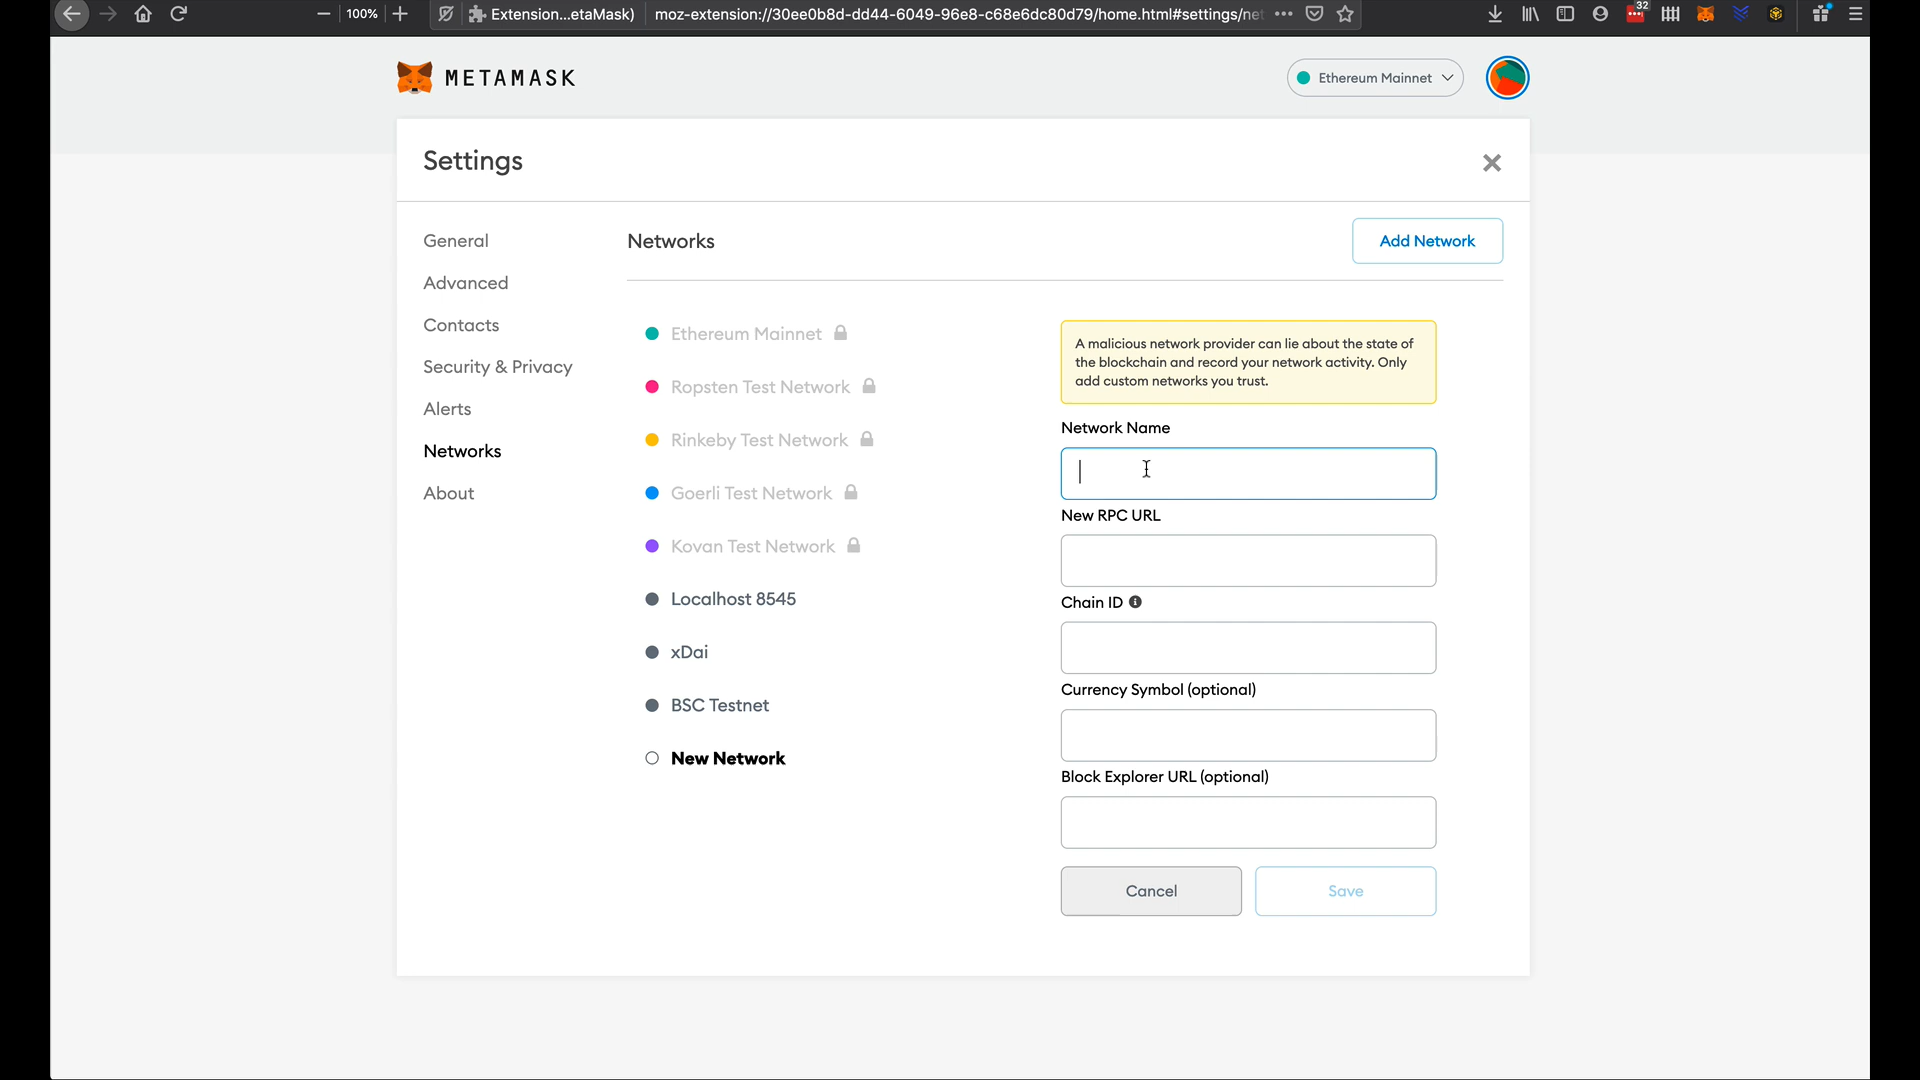 100%
Extension...etaMask)
moz-extension://30ee0b8d-dd44-6049-96e8-c68e6dc80d79/home.html#settings/net
32
METAMASK
Ethereum Mainnet
Settings
General
Advanced
Contacts
Security & Privacy
Alerts
Networks
About
Networks
Add Network
Ethereum Mainnet
Ropsten Test Network
Rinkeby Test Network
Goerli Test Network
Kovan Test Network
Localhost 8545
xDai
BSC Testnet
New Network
A malicious network provider can lie about the state of
the blockchain and record your network activity. Only
add custom networks you trust.
Network Name
New RPC URL
Chain ID
Currency Symbol (optional)
Block Explorer URL (optional)
Cancel
Save